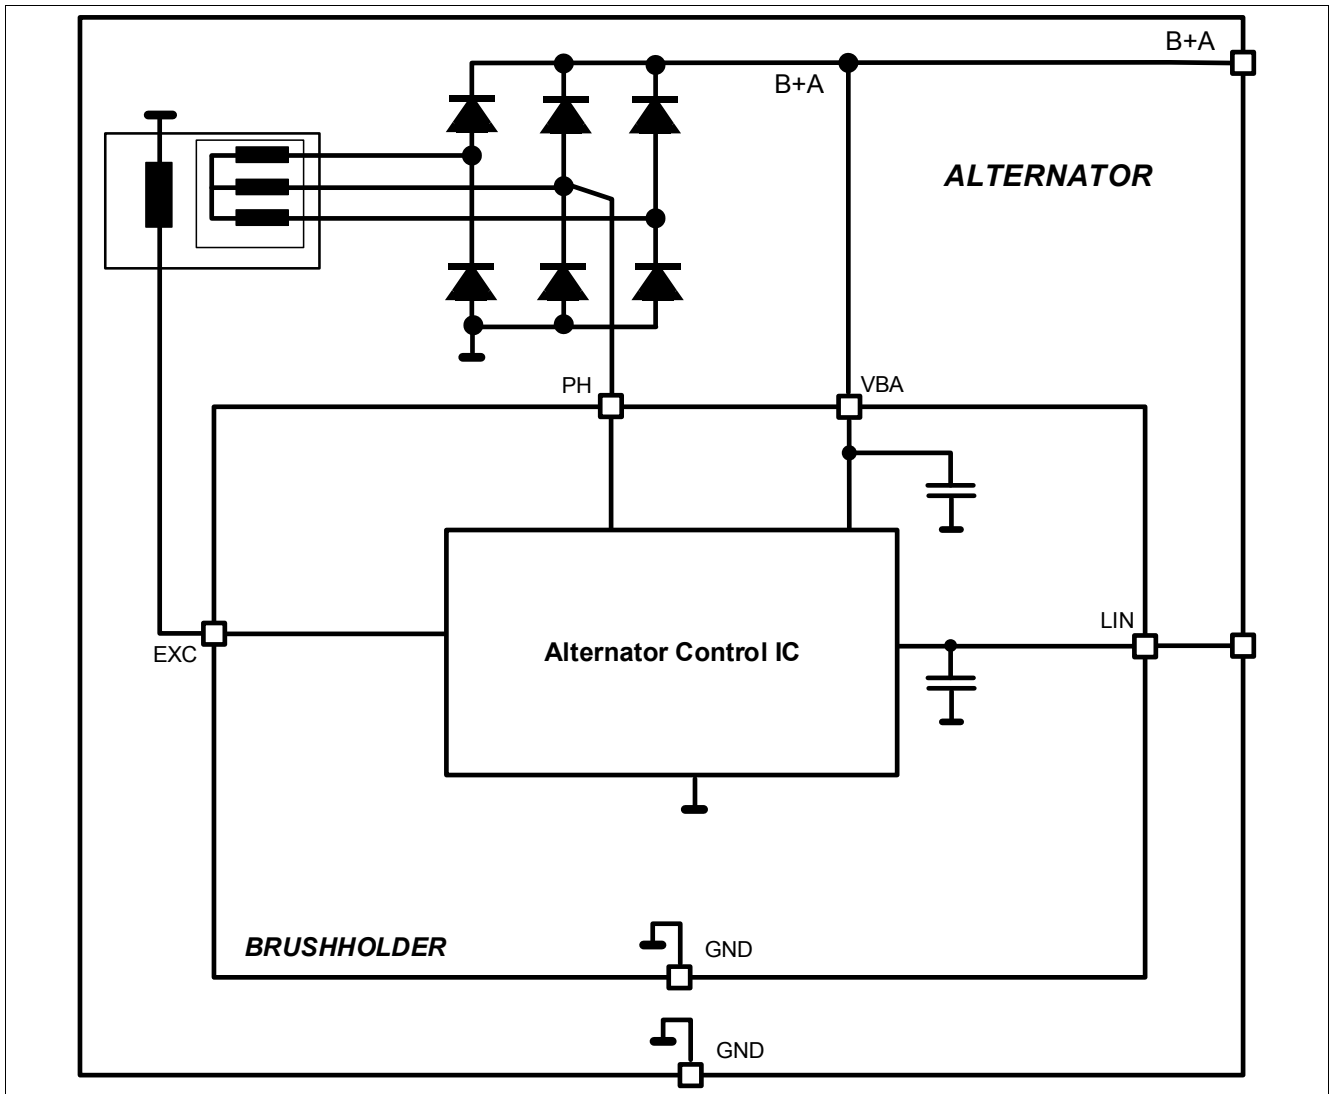 B+A
B+A
ALTERNATOR
PH
VBA
LIN
EXC
Alternator Control IC
BRUSHHOLDER
GND
GND